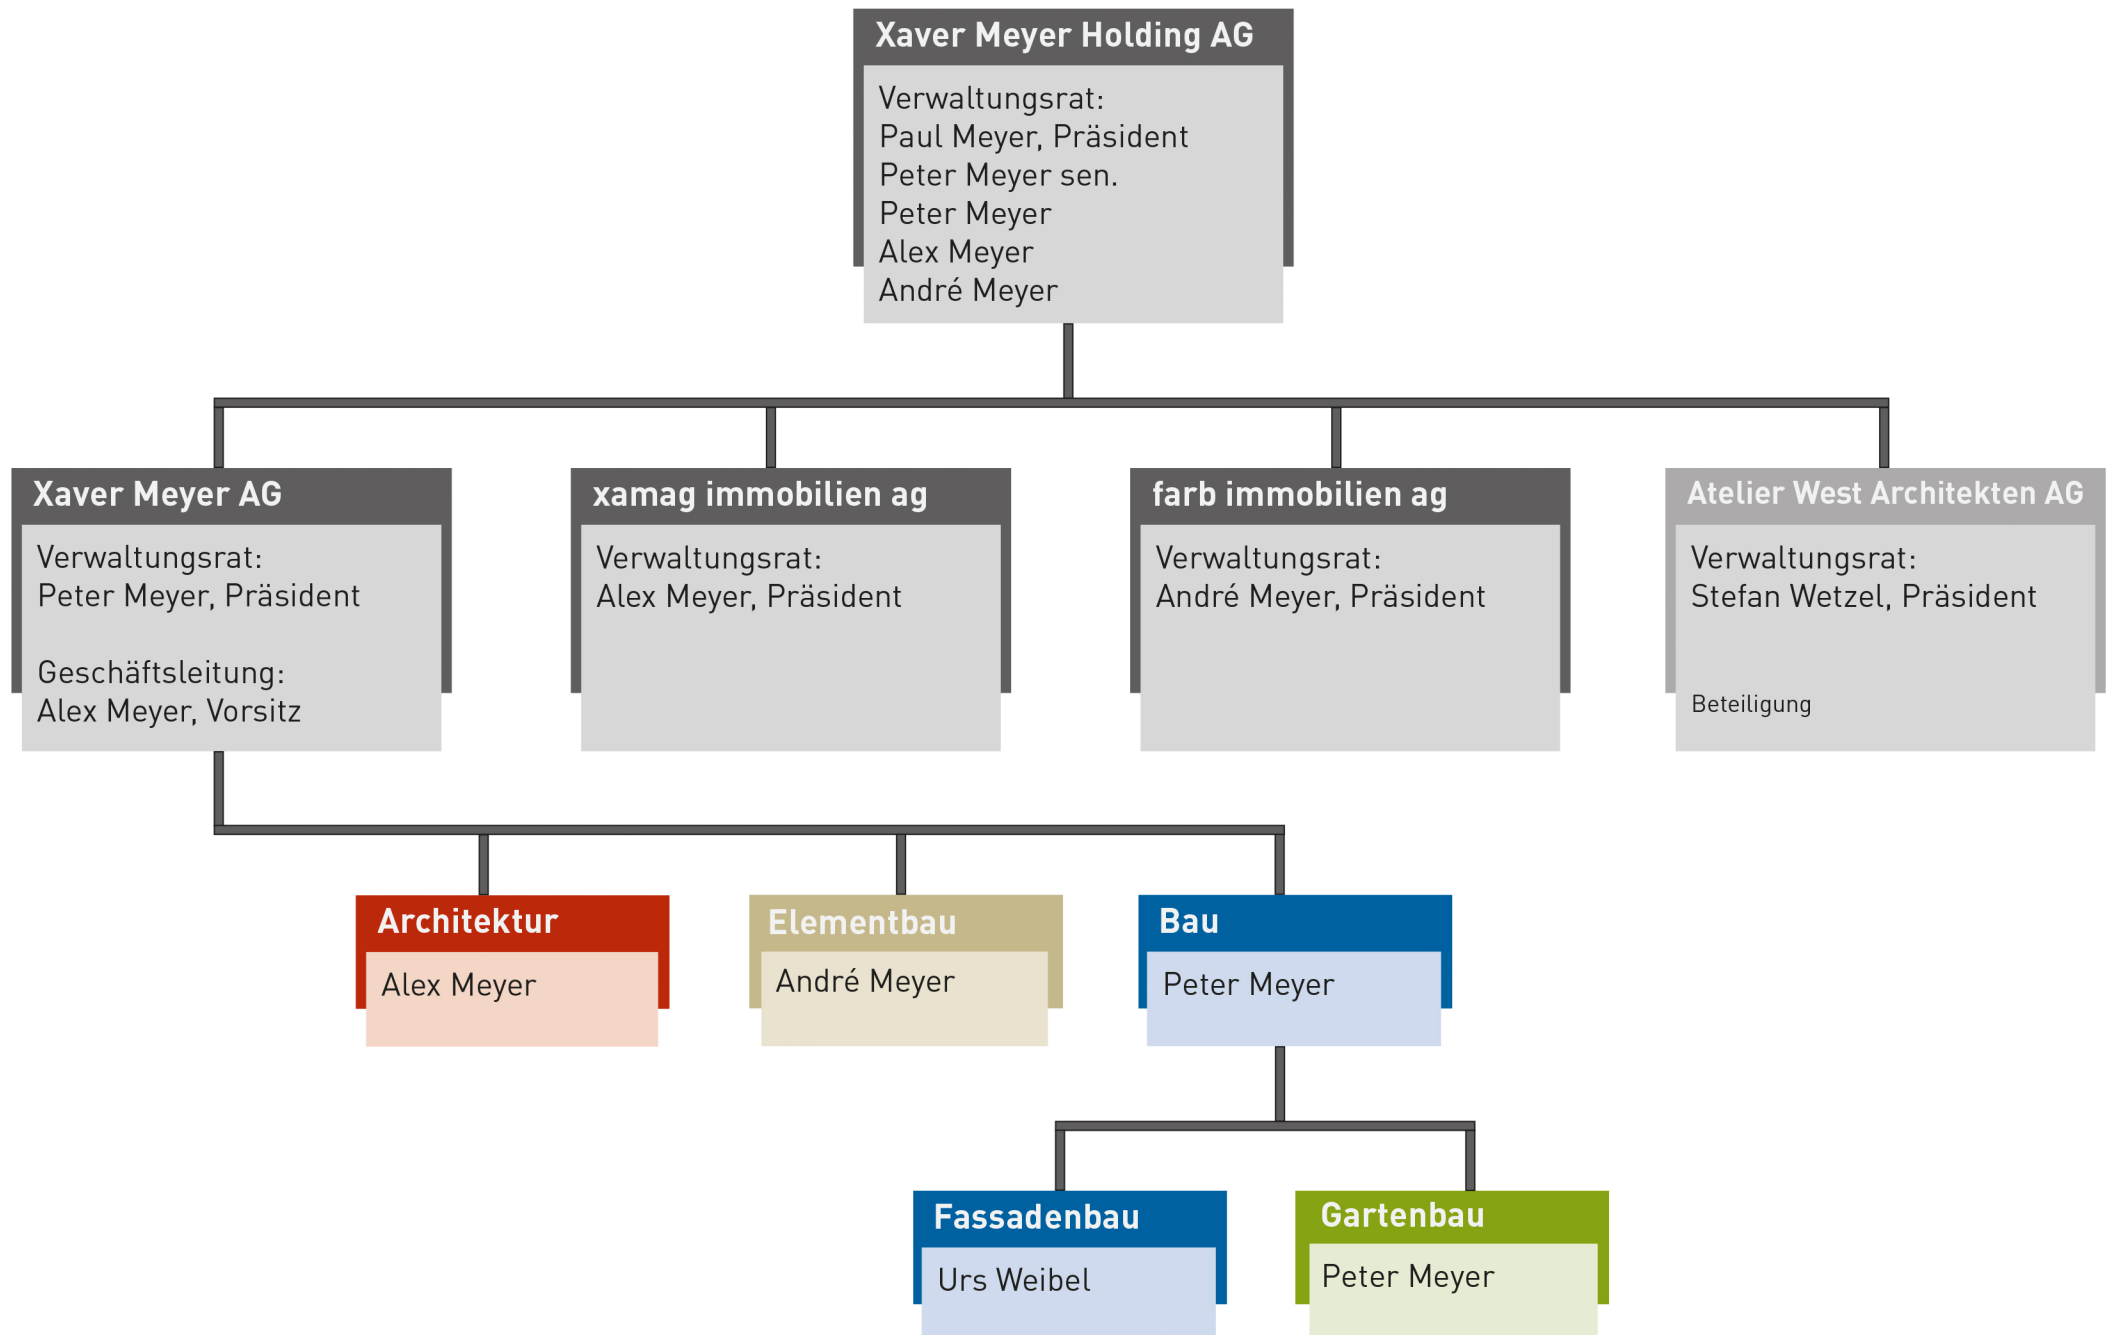 Xaver Meyer Holding AG
Verwaltungsrat:
Paul Meyer, Präsident
Peter Meyer sen.
Peter Meyer
Alex Meyer
André Meyer
Xaver Meyer AG
Verwaltungsrat:
Peter Meyer, Präsident
Geschäftsleitung:
Alex Meyer, Vorsitz
xamag immobilien ag
Verwaltungsrat:
Alex Meyer, Präsident
farb immobilien ag
Verwaltungsrat:
André Meyer, Präsident
Atelier West Architekten AG
Verwaltungsrat:
Stefan Wetzel, Präsident
Beteiligung
Architektur
Alex Meyer
Elementbau
André Meyer
Bau
Peter Meyer
Fassadenbau
Urs Weibel
Gartenbau
Peter Meyer